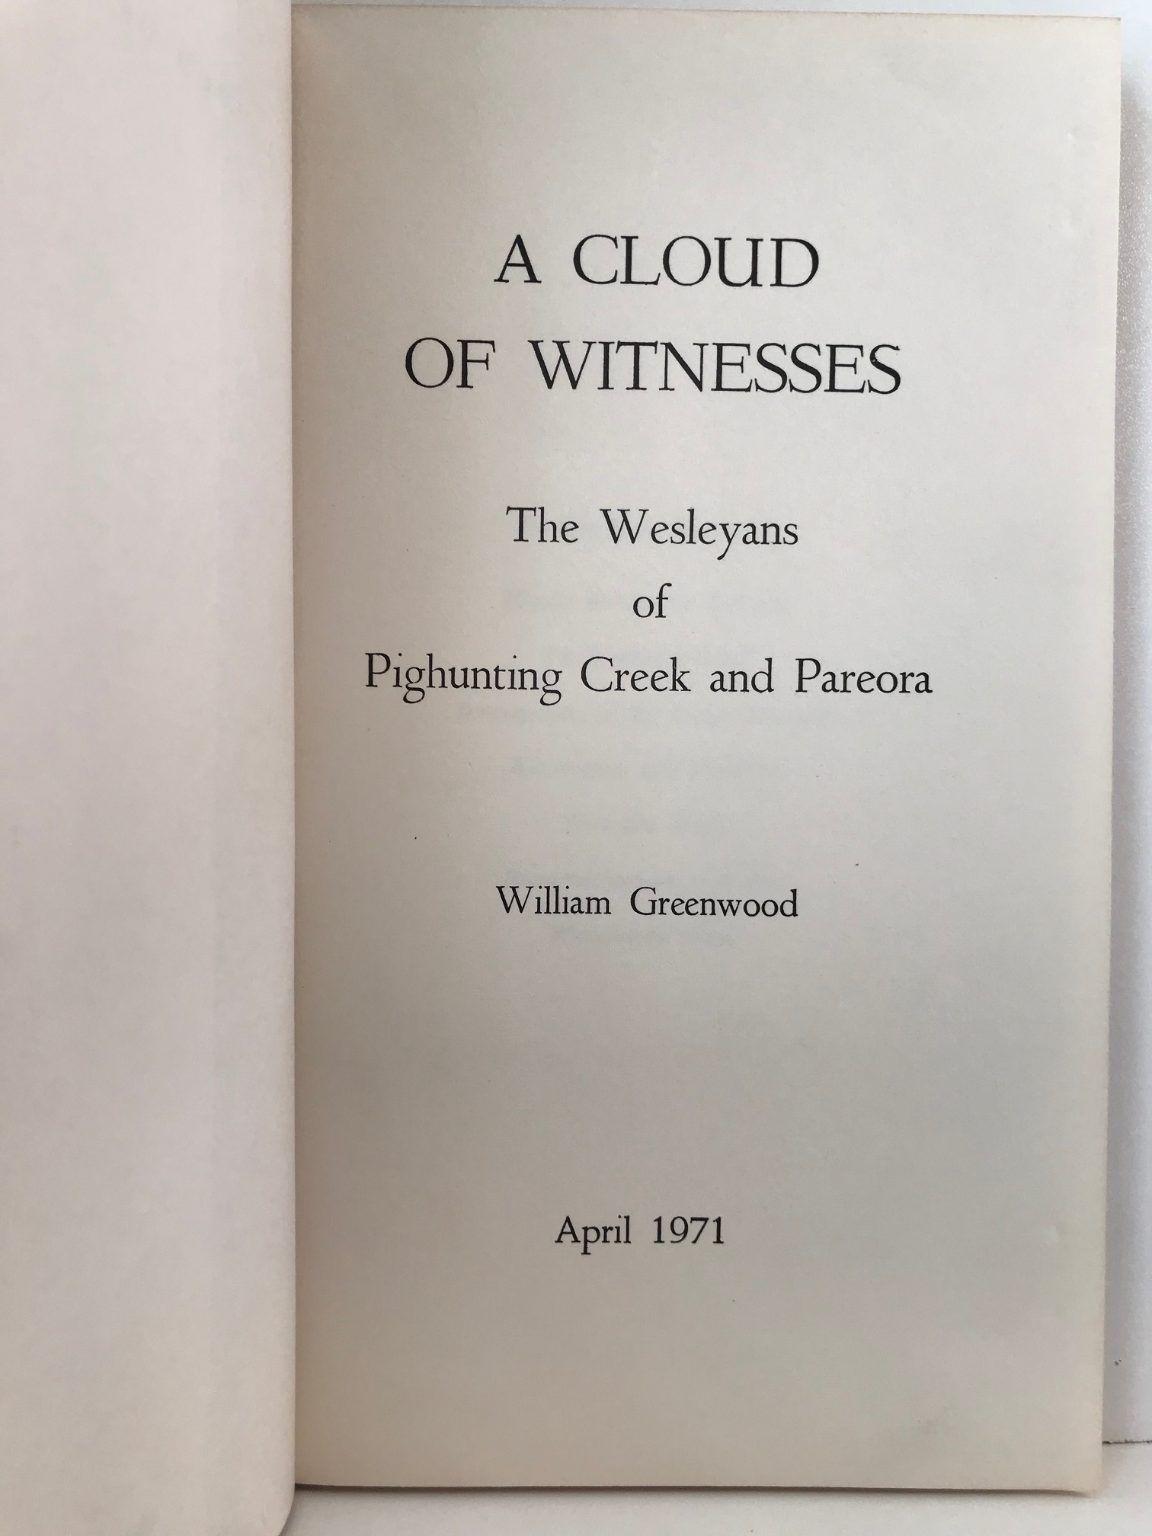 A CLOUD
OF WITNESSES
The Wesleyans
of
Pighunting Creek and Pareora
William Greenwood
April 1971